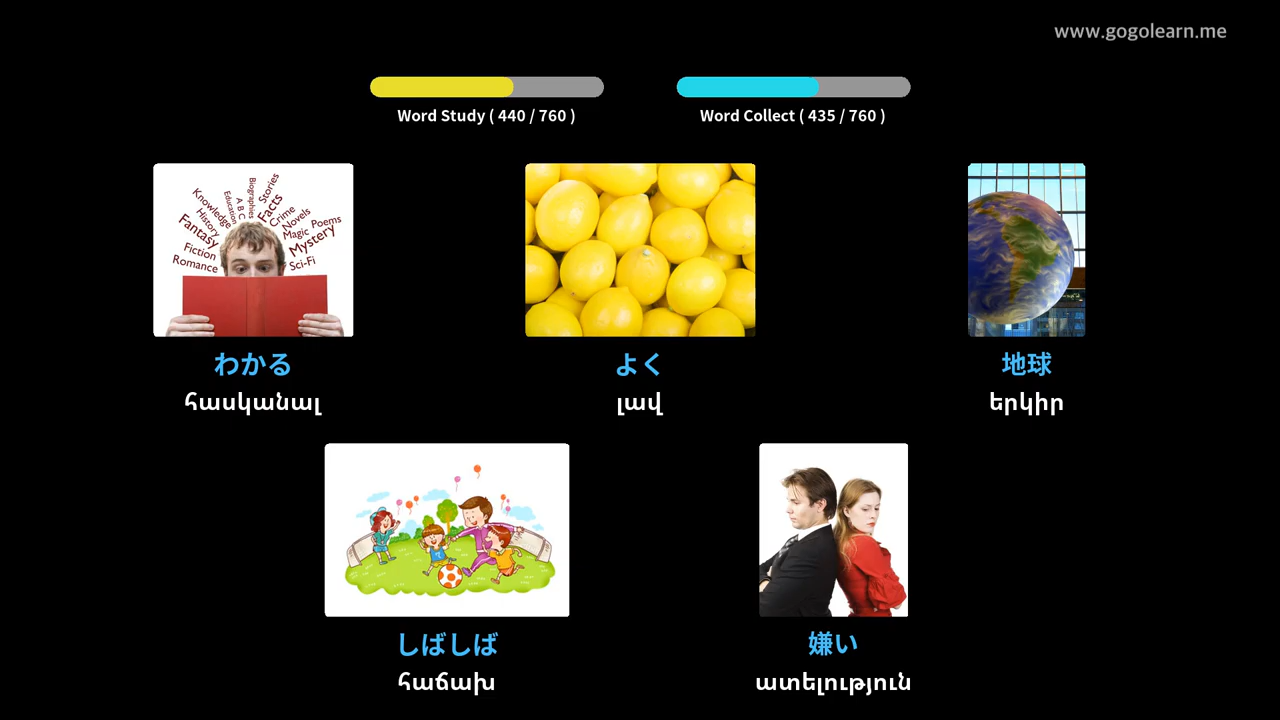 www.gogolearn.me
Word Study ( 440 / 760 )
Word Collect ( 435 / 760 )
Stories
Biographies
A B C
Education
Facts
Knowledge
Crime
History
Novels
Magic
Poems
Fantasy
Mystery
Fiction
Sci-Fi
Romance
わかる
よく
地球
հասկանալ
լավ
երկիր
しばしば
嫌い
հաճախ
ատելություն